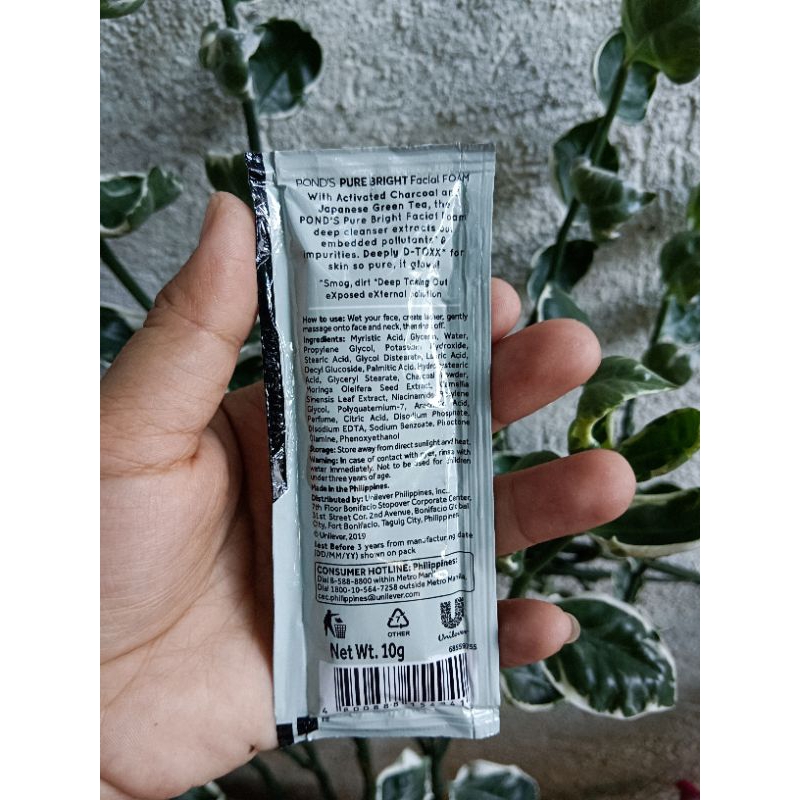 POND'S PURE BRIGHT Facial FOAM
With Activated Charcoal and
Japanese Green Tea, the
POND'S Pure Bright Facial Foam
deep cleanser extracts out
embedded pollutants* &
impurities. Deeply D-TOXX* for
skin so pure, it glows!
*Smog, dirt *Deep Taking Out
eXposed eXternal pollution
How to use: Wet your face, create lather, gently
massage onto face and neck, then rinse off.
Ingredients: Myristic Acid, Glycerin, Water,
Propylene Glycol, Potassium Hydroxide,
Stearic Acid, Glycol Distearate, Lauric Acid,
Decyl Glucoside, Palmitic Acid, Hydroxystearic
Acid, Glyceryl Stearate, Charcoal Powder,
Moringa Oleifera Seed Extract, Camellia
Sinensis Leaf Extract, Niacinamide,
Glycol, Polyquaternium-7, Acid,
Perfume, Citric Acid, Disodium Phosphate,
Disodium EDTA, Sodium Benzoate, Piroctone
Olamine, Phenoxyethanol
Storage: Store away from direct sunlight and heat.
Warning: In case of contact with eyes, rinse with
water immediately. Not to be used for children
under three years of age.
Made in the Philippines.
Distributed by: Unilever Philippines, Inc.,
7th Floor Bonifacio Stopover Corporate Center,
31st Street Cor. 2nd Avenue, Bonifacio Global
City, Fort Bonifacio, Taguig City, Philippines
© Unilever, 2019
Best Before 3 years from manufacturing date
(DD/MM/YY) shown on pack
CONSUMER HOTLINE: Philippines:
Dial 8-588-8800 within Metro Manila,
Dial 1800-10-564-7258 outside Metro Manila,
cec.philippines@unilever.com
OTHER
Unilever
Net Wt. 10g